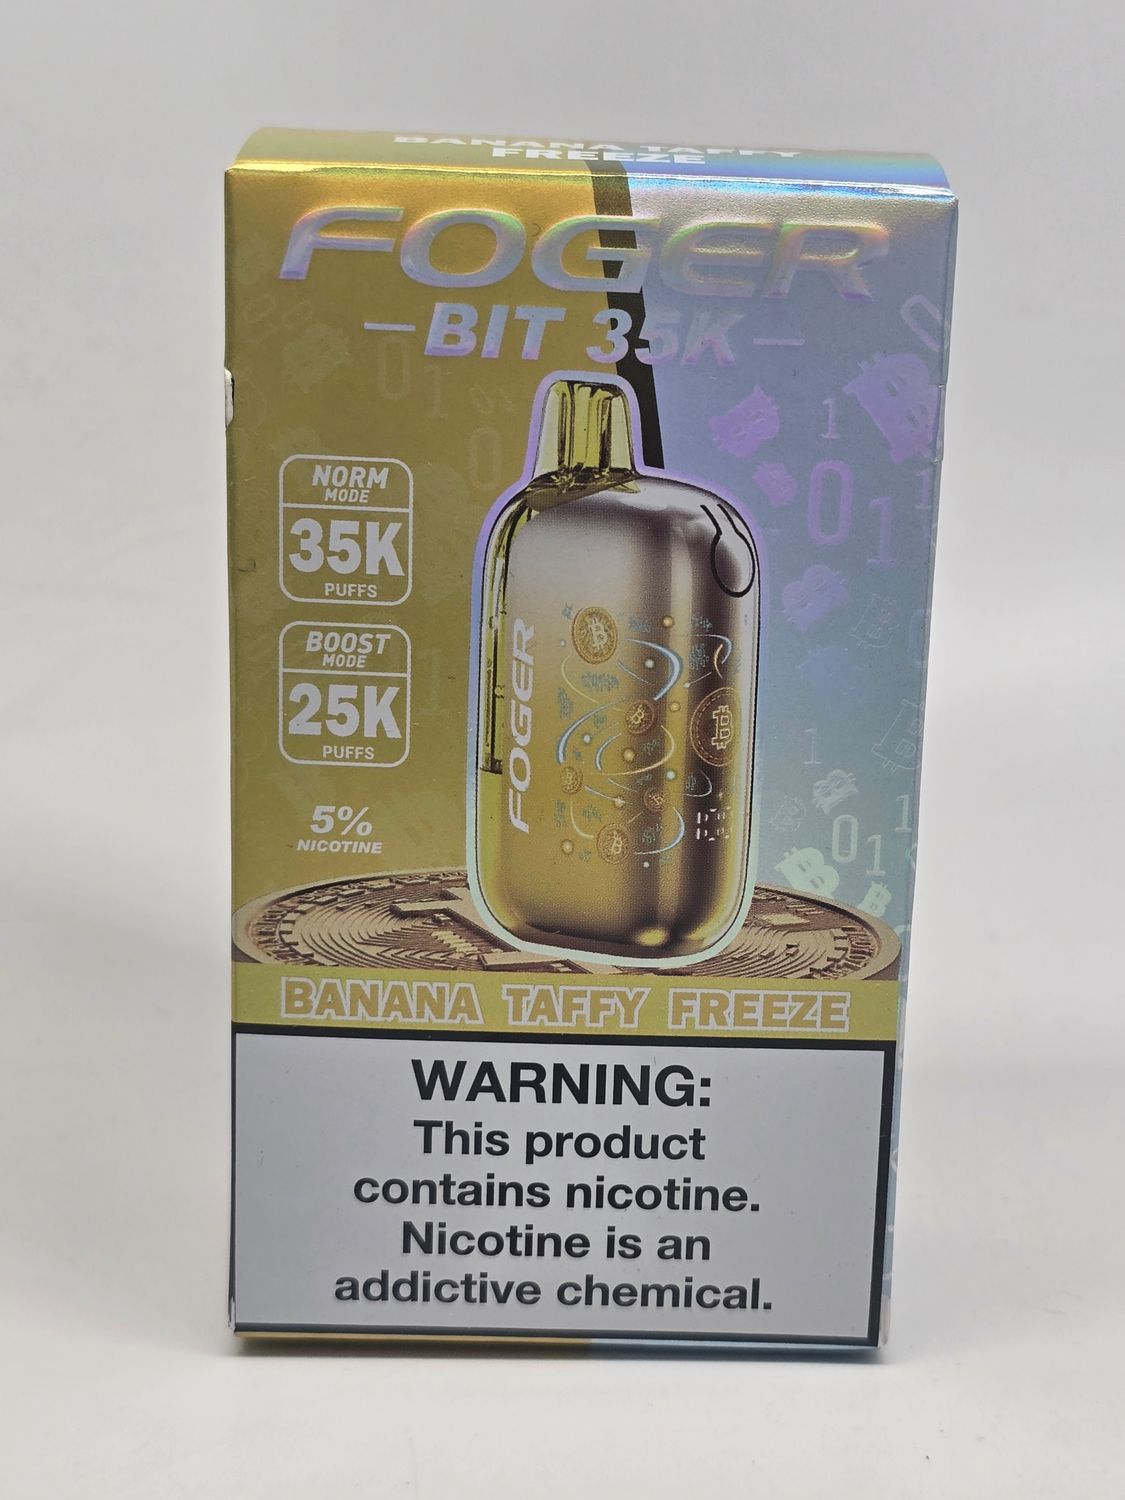 BANANA TAFFY
FREEZE
FOGER
BIT 35K
NORM
MODE
35K
PUFFS
BOOST
MODE
25K
PUFFS
5%
NICOTINE
FOGER
BANANA TAFFY FREEZE
WARNING:
This product
contains nicotine.
Nicotine is an
addictive chemical.